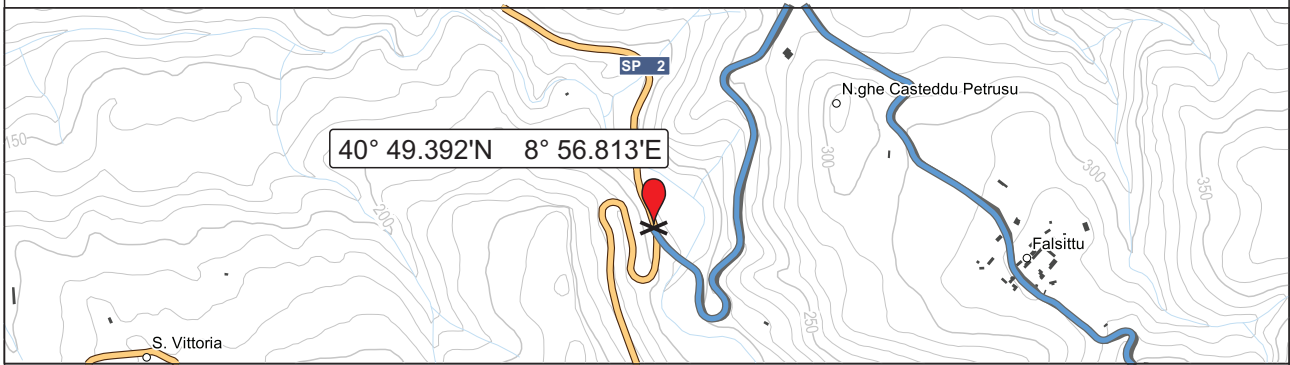 SP 2
N.ghe Casteddu Petrusu
150
40° 49.392'N 8° 56.813'E
300
300
350
200
Falsittu
250
S. Vittoria